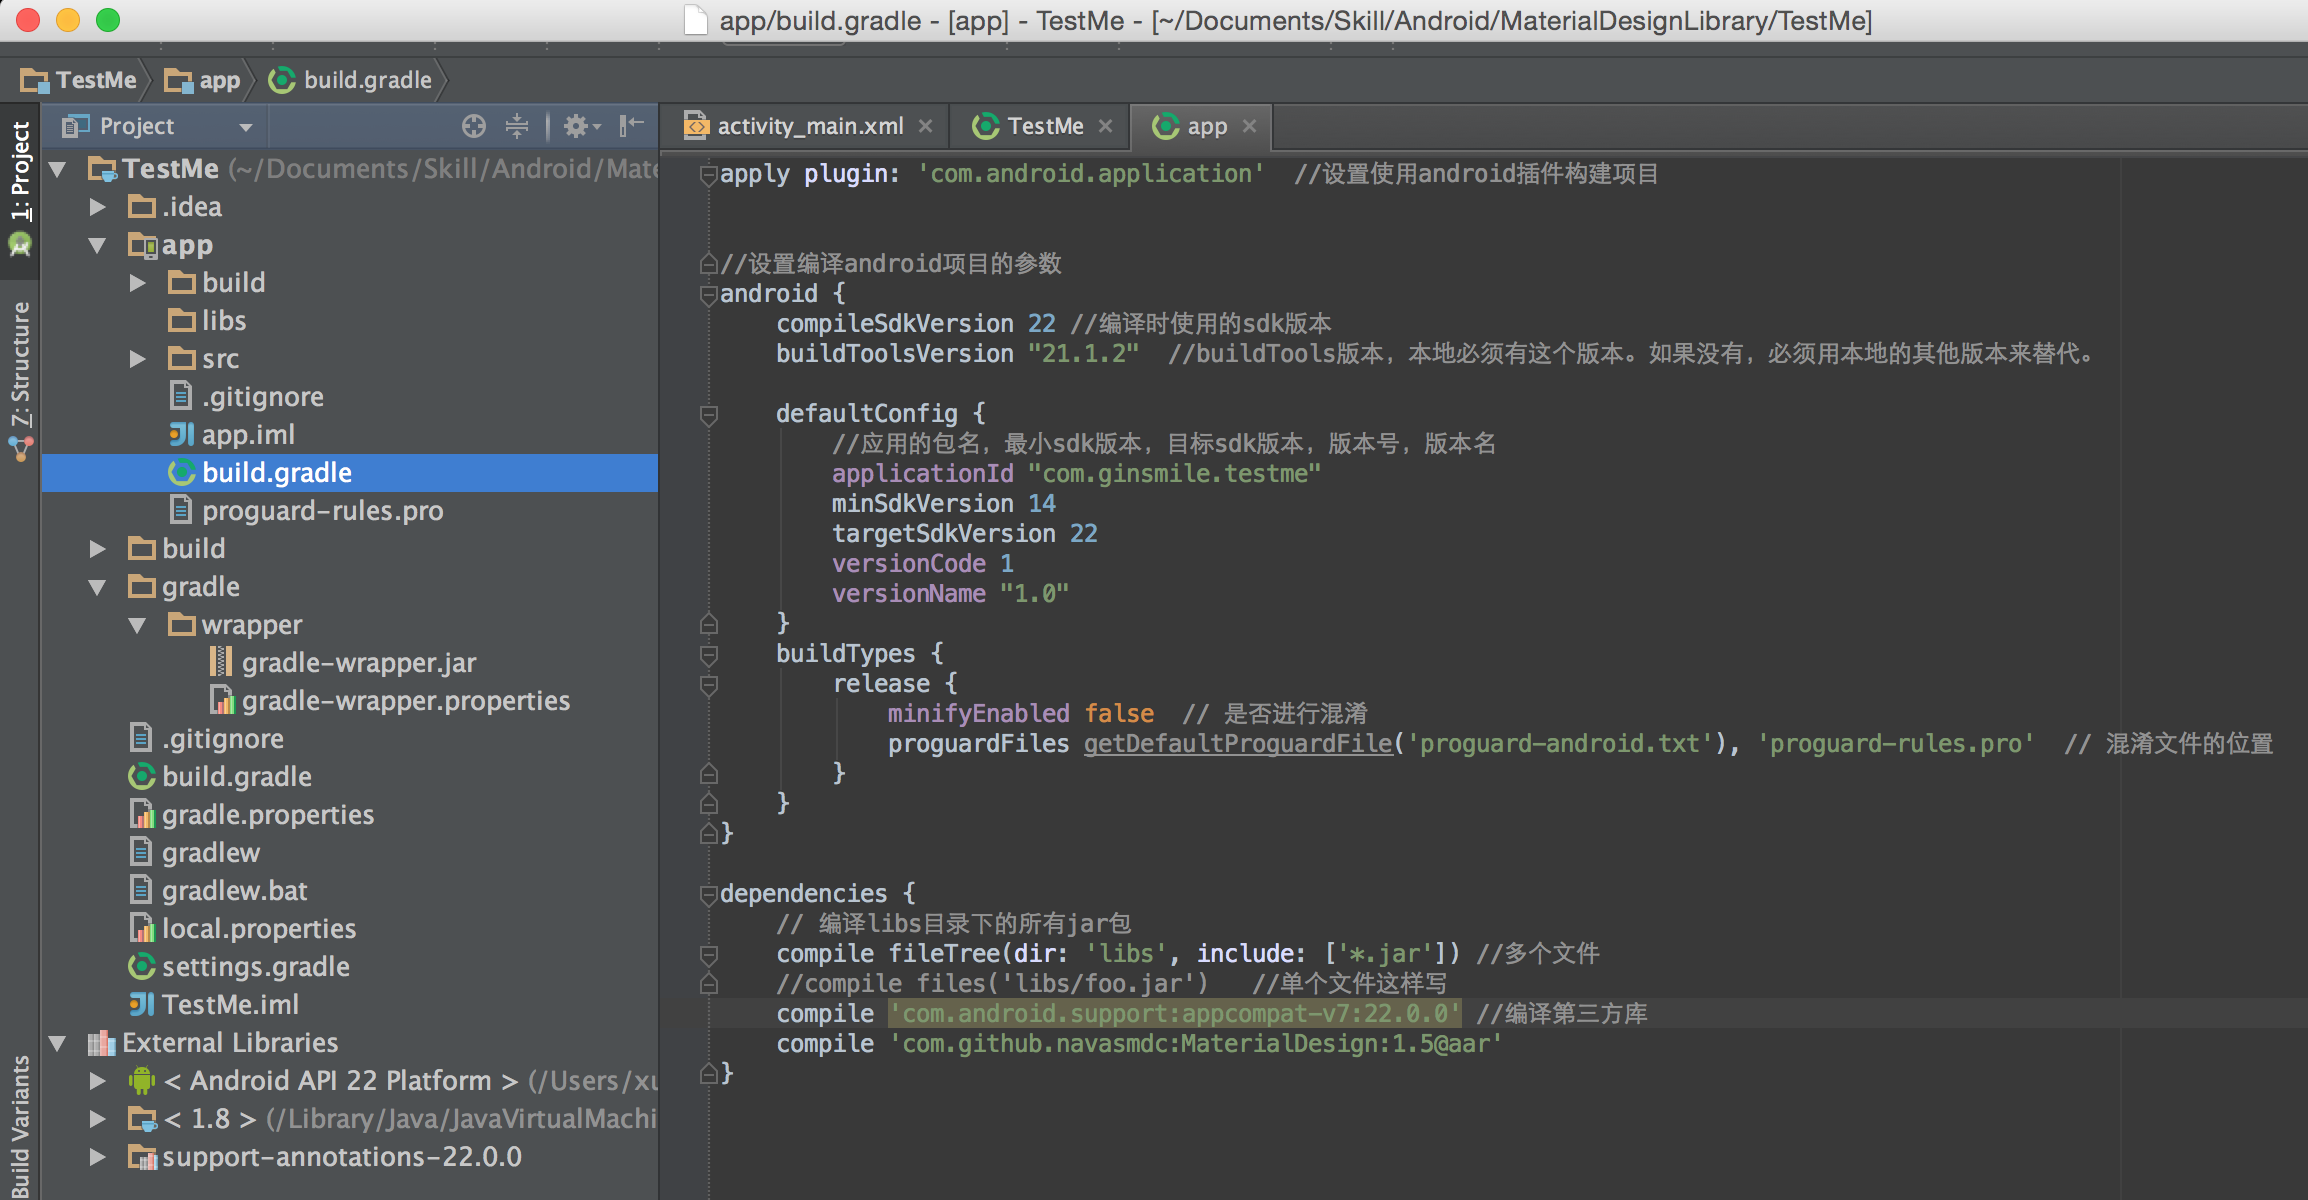 app/build.gradle - [app] - TestMe - [~/Documents/Skill/Android/MaterialDesignLibrary/TestMe]
TestMe
app
build.gradle
1: Project
7: Structure
Build Variants
Project
TestMe (~/Documents/Skill/Android/Mate
.idea
app
build
libs
src
.gitignore
app.iml
build.gradle
proguard-rules.pro
build
gradle
wrapper
gradle-wrapper.jar
gradle-wrapper.properties
.gitignore
build.gradle
gradle.properties
gradlew
gradlew.bat
local.properties
settings.gradle
TestMe.iml
External Libraries
< Android API 22 Platform > (/Users/xu
< 1.8 > (/Library/Java/JavaVirtualMachi
support-annotations-22.0.0
activity_main.xml
TestMe
app
apply plugin: 'com.android.application'  //设置使用android插件构建项目
//设置编译android项目的参数
android {
compileSdkVersion 22 //编译时使用的sdk版本
buildToolsVersion "21.1.2"  //buildTools版本，本地必须有这个版本。如果没有，必须用本地的其他版本来替代。
defaultConfig {
//应用的包名，最小sdk版本，目标sdk版本，版本号，版本名
applicationId "com.ginsmile.testme"
minSdkVersion 14
targetSdkVersion 22
versionCode 1
versionName "1.0"
}
buildTypes {
release {
minifyEnabled false  // 是否进行混淆
proguardFiles getDefaultProguardFile('proguard-android.txt'), 'proguard-rules.pro'  // 混淆文件的位置
}
}
}
dependencies {
// 编译libs目录下的所有jar包
compile fileTree(dir: 'libs', include: ['*.jar']) //多个文件
//compile files('libs/foo.jar')   //单个文件这样写
compile 'com.android.support:appcompat-v7:22.0.0' //编译第三方库
compile 'com.github.navasmdc:MaterialDesign:1.5@aar'
}